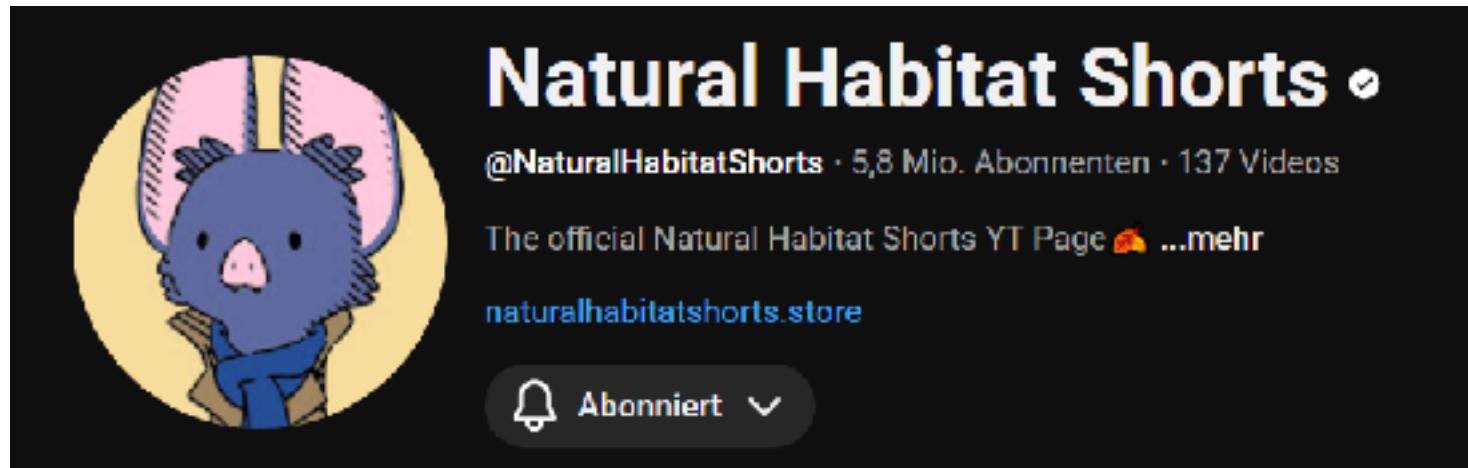 Natural Habitat Shorts
@NaturalHabitatShorts · 5,8 Mio. Abonnenten · 137 Videos
The official Natural Habitat Shorts YT Page🍂 ...mehr
naturalhabitatshorts.store
Abonniert